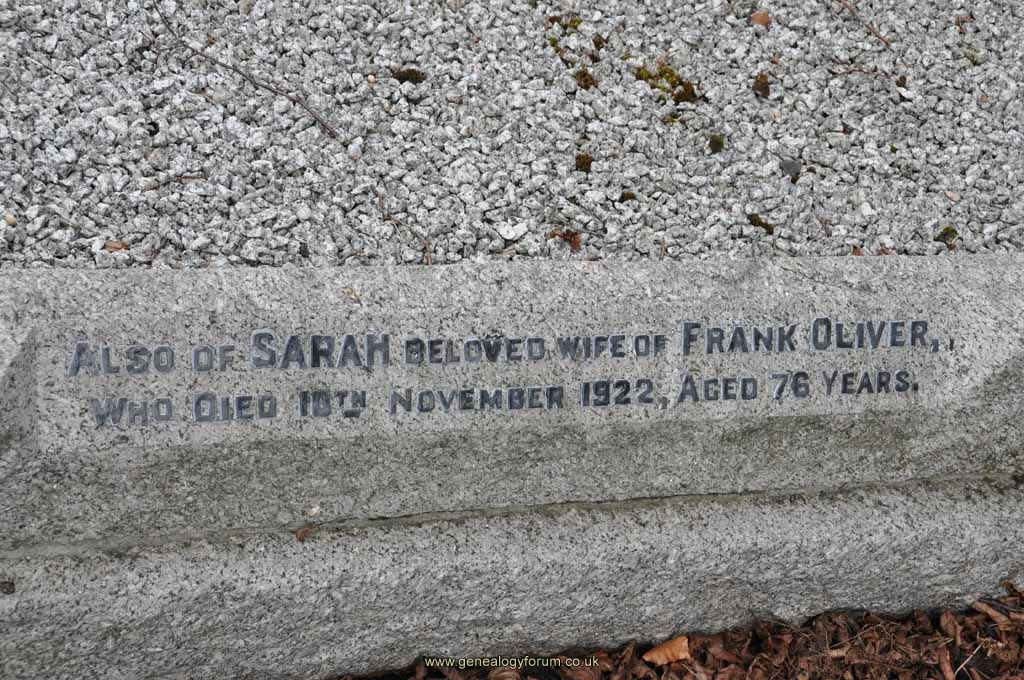 ALSO OF SARAH BELOVED WIFE OF FRANK OLIVER,
WHO DIED 10TH NOVEMBER 1922, AGED 76 YEARS.
www.genealogyforum.co.uk